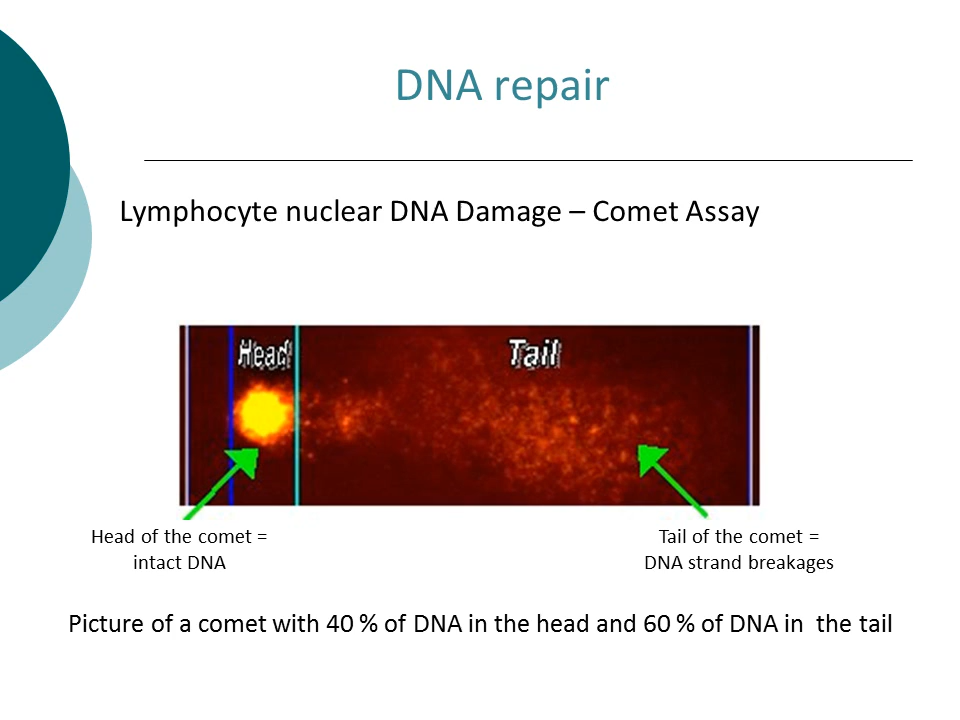 DNA repair
Lymphocyte nuclear DNA Damage – Comet Assay
Head
Tail
Head of the comet =
intact DNA
Tail of the comet =
DNA strand breakages
Picture of a comet with 40 % of DNA in the head and 60 % of DNA in  the tail